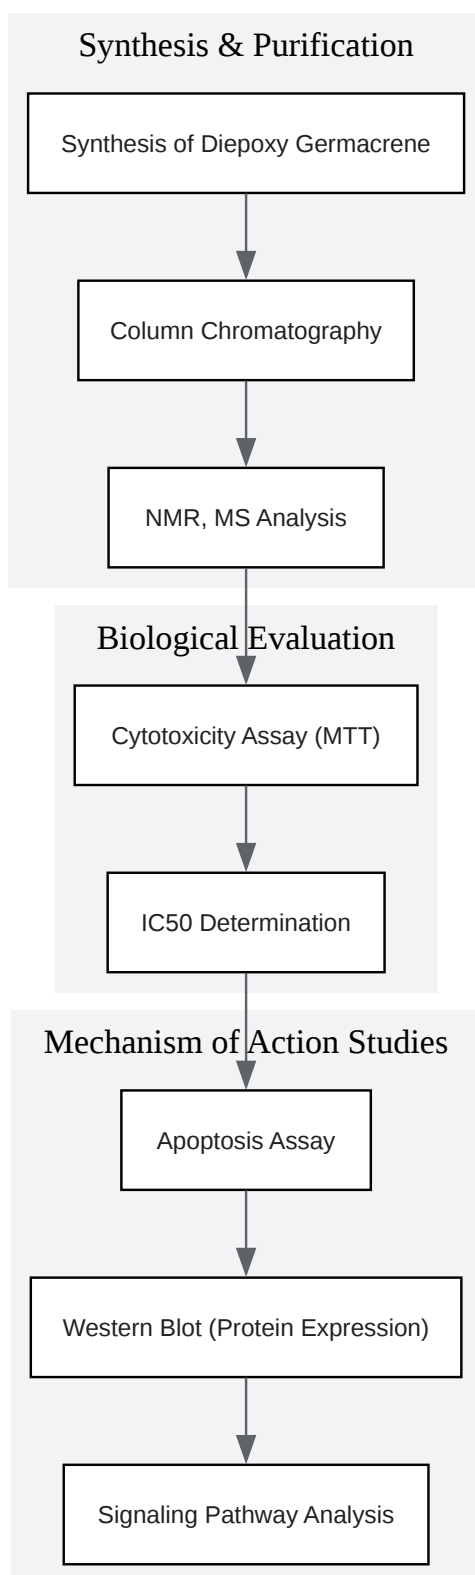 Synthesis & Purification
Synthesis of Diepoxy Germacrene
Column Chromatography
NMR, MS Analysis
Biological Evaluation
Cytotoxicity Assay (MTT)
IC50 Determination
Mechanism of Action Studies
Apoptosis Assay
Western Blot (Protein Expression)
Signaling Pathway Analysis